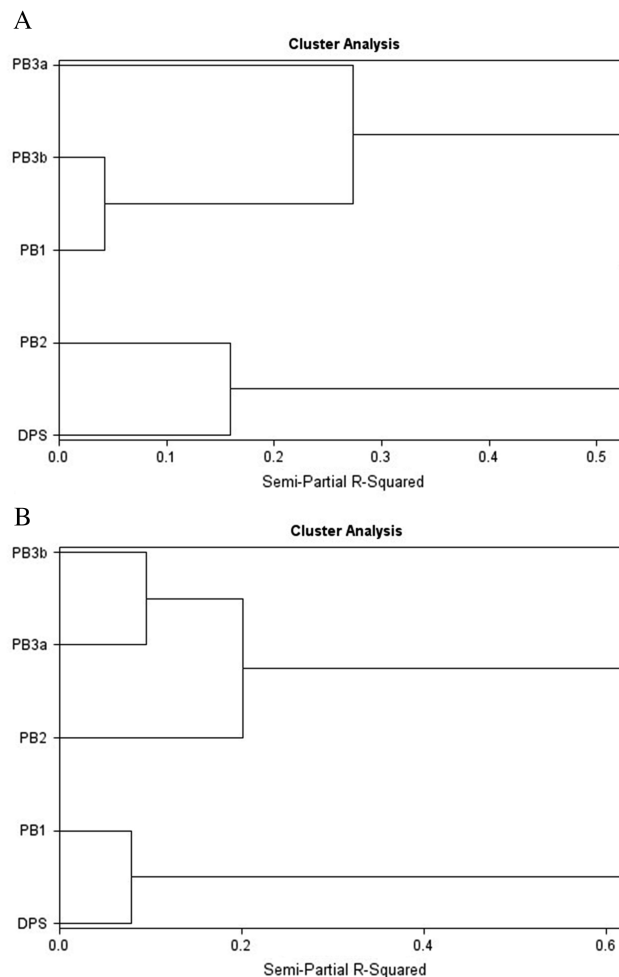 A
Cluster Analysis
PB3a
PB3b
PB1
PB2
DPS
0.0 0.1 0.2 0.3 0.4 0.5
Semi-Partial R-Squared
B
Cluster Analysis
PB3b
PB3a
PB2
PB1
DPS
0.0 0.2 0.4 0.6
Semi-Partial R-Squared